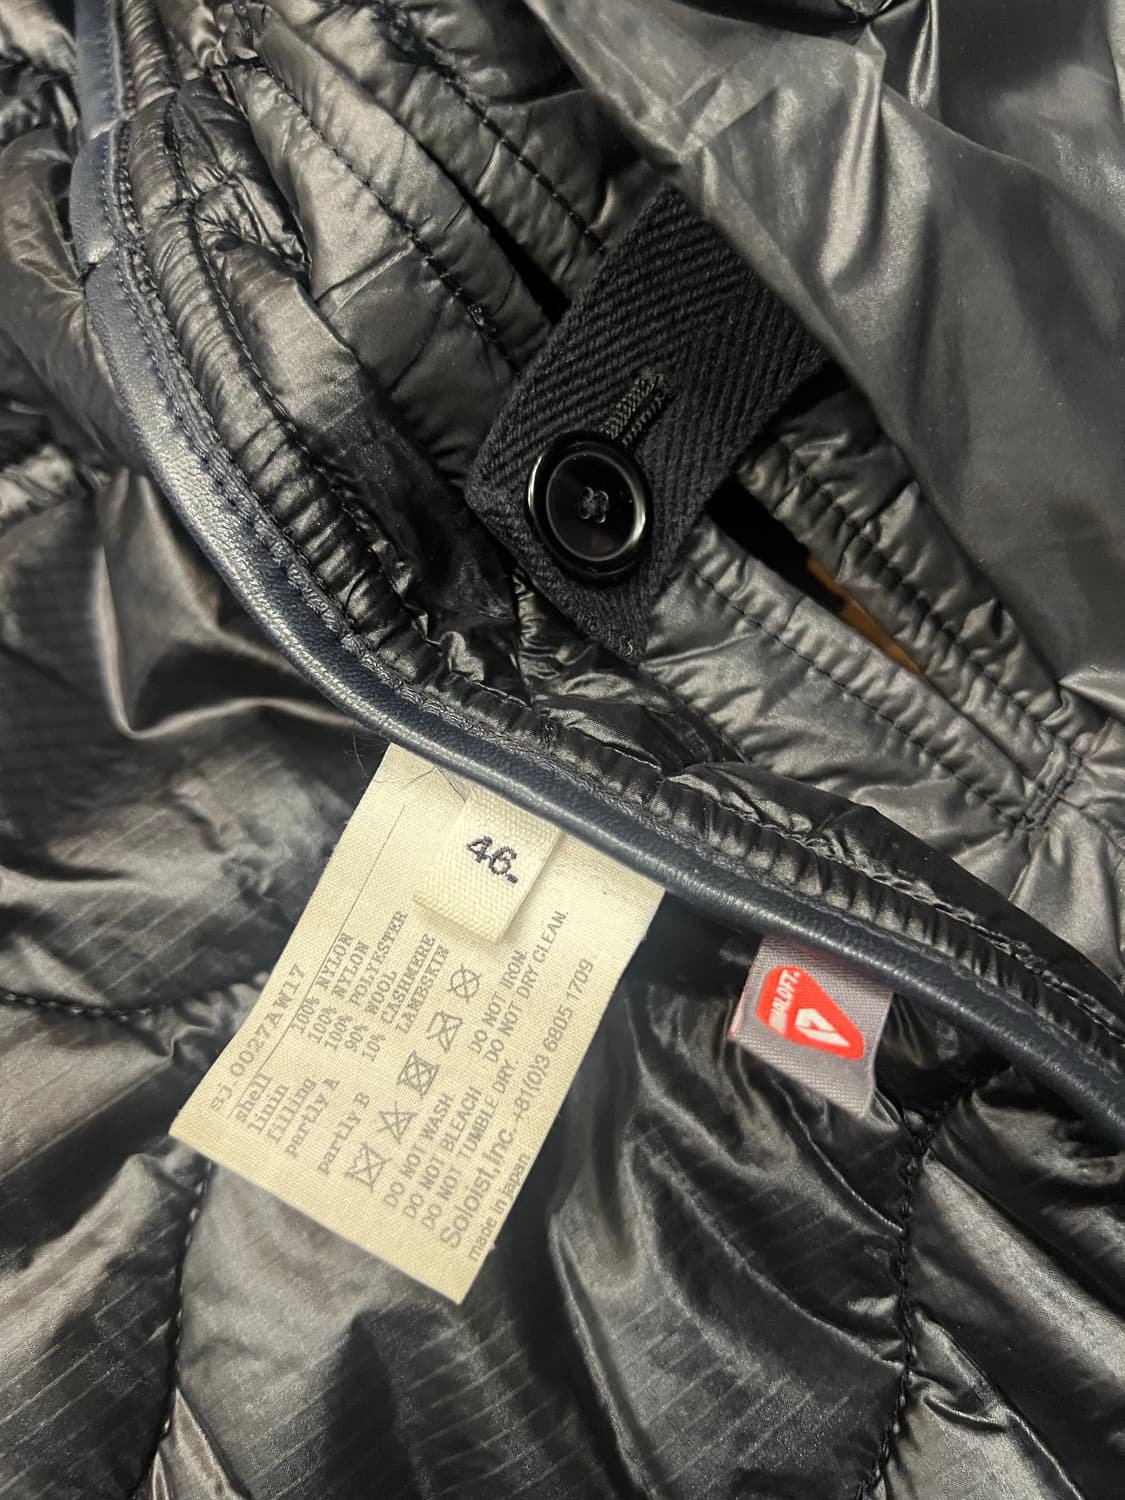 46.
sj.0027AW17
shell 100% NYLON
linin 100% NYLON
filling 100% POLYESTER
partly A 90% WOOL
10% CASHMERE
partly B LAMBSKIN
DO NOT WASH DO NOT IRON.
DO NOT BLEACH DO NOT DRY CLEAN.
DO NOT TUMBLE DRY
Soloist.Inc. +81(0)3 6805 1709
made in japan